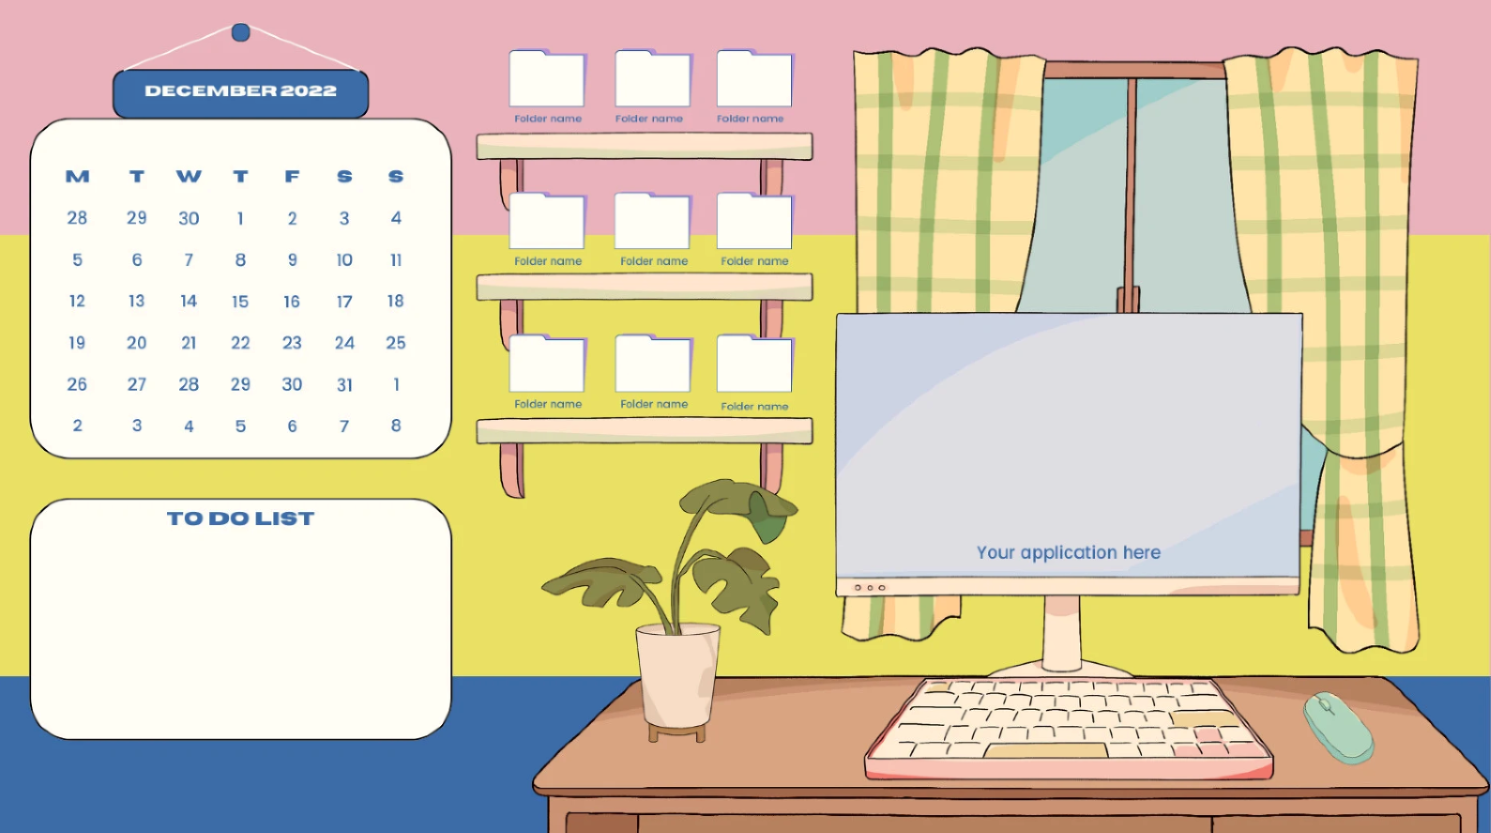 DECEMBER 2022
M T W T F S S
28 29 30 1 2 3 4
5 6 7 8 9 10 11
12 13 14 15 16 17 18
19 20 21 22 23 24 25
26 27 28 29 30 31 1
2 3 4 5 6 7 8
TO DO LIST
Folder name Folder name Folder name
Folder name Folder name Folder name
Folder name Folder name Folder name
Your application here